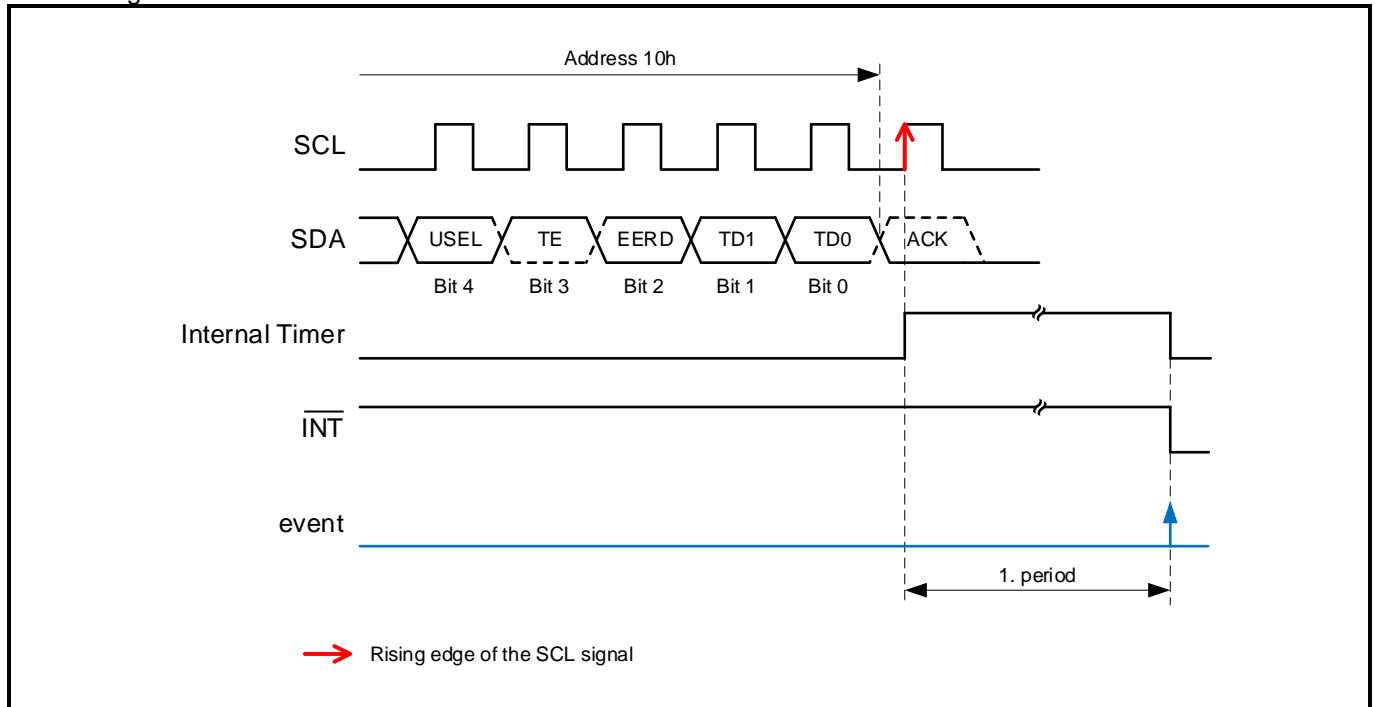 Address 10h
SCL
SDA USEL TE EERD TD1 TD0 ACK
Bit 4 Bit 3 Bit 2 Bit 1 Bit 0
Internal Timer
INT
event
1. period
Rising edge of the SCL signal